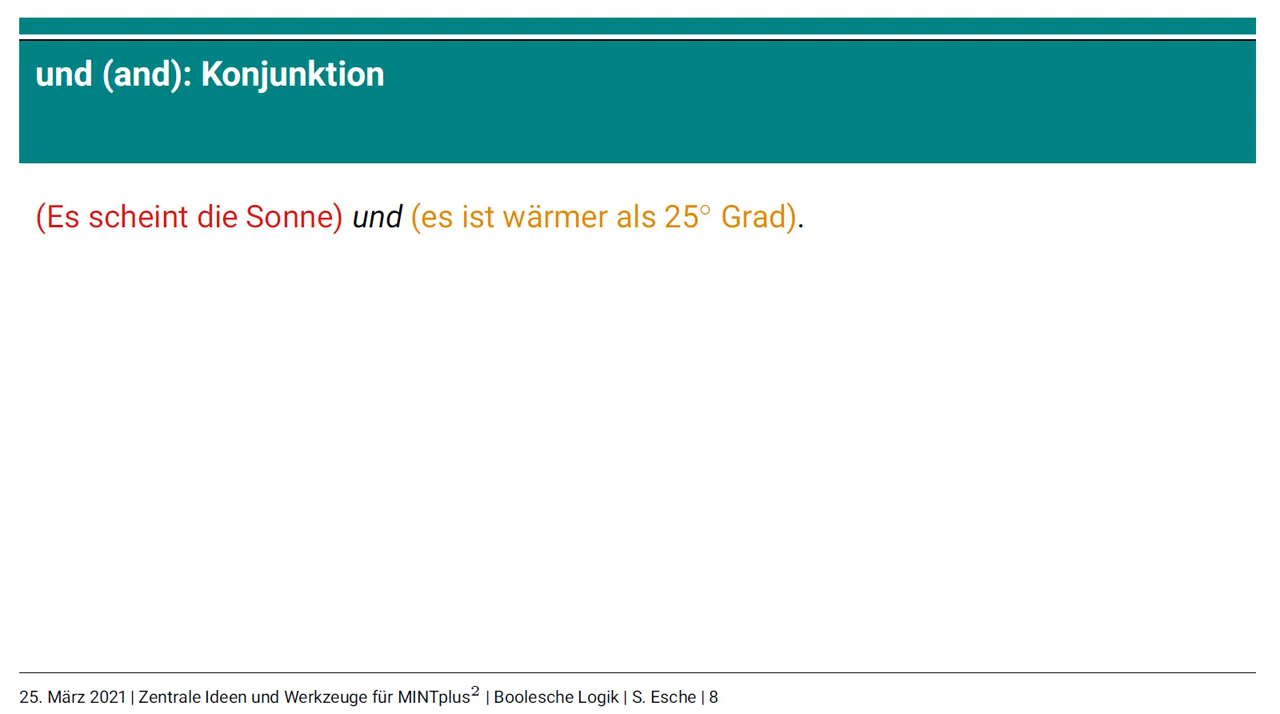 und (and): Konjunktion
(Es scheint die Sonne) und (es ist wärmer als 25° Grad).
25. März 2021 | Zentrale Ideen und Werkzeuge für MINTplus² | Boolesche Logik | S. Esche | 8